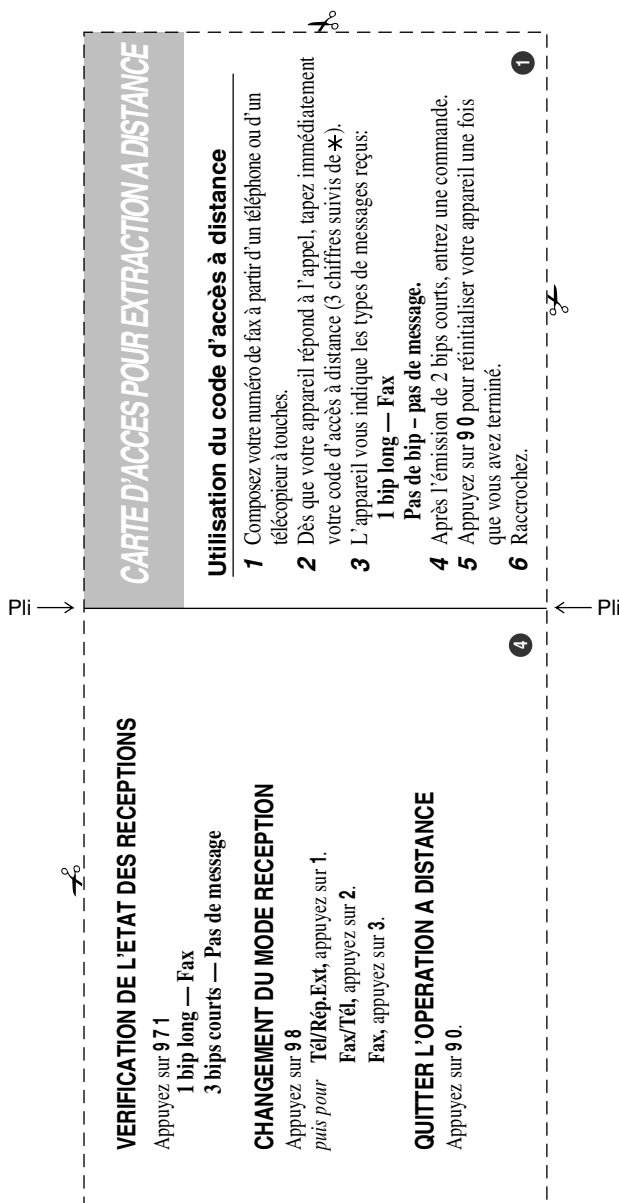 CARTE D'ACCES POUR EXTRACTION A DISTANCE
Utilisation du code d'accès à distance
1 Composez votre numéro de fax à partir d'un téléphone ou d'un
télécopieur à touches.
2 Dès que votre appareil répond à l'appel, tapez immédiatement
votre code d'accès à distance (3 chiffres suivis de *).
3 L'appareil vous indique les types de messages reçus:
1 bip long — Fax
Pas de bip – pas de message.
4 Après l'émission de 2 bips courts, entrez une commande.
5 Appuyez sur 9 0 pour réinitialiser votre appareil une fois
que vous avez terminé.
6 Raccrochez.
1
Pli
Pli
VERIFICATION DE L'ETAT DES RECEPTIONS
Appuyez sur 9 7 1
1 bip long — Fax
3 bips courts — Pas de message
CHANGEMENT DU MODE RECEPTION
Appuyez sur 9 8
puis pour Tél/Rép.Ext, appuyez sur 1.
Fax/Tél, appuyez sur 2.
Fax, appuyez sur 3.
QUITTER L'OPERATION A DISTANCE
Appuyez sur 9 0.
4